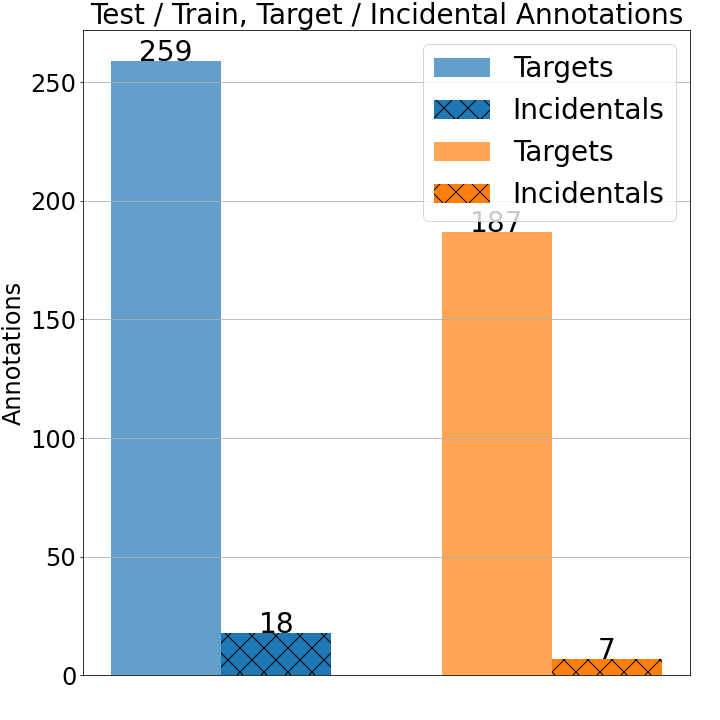 Test / Train, Target / Incidental Annotations
259
250
Targets
Incidentals
Targets
Incidentals
200
187
150
Annotations
100
50
18
7
0